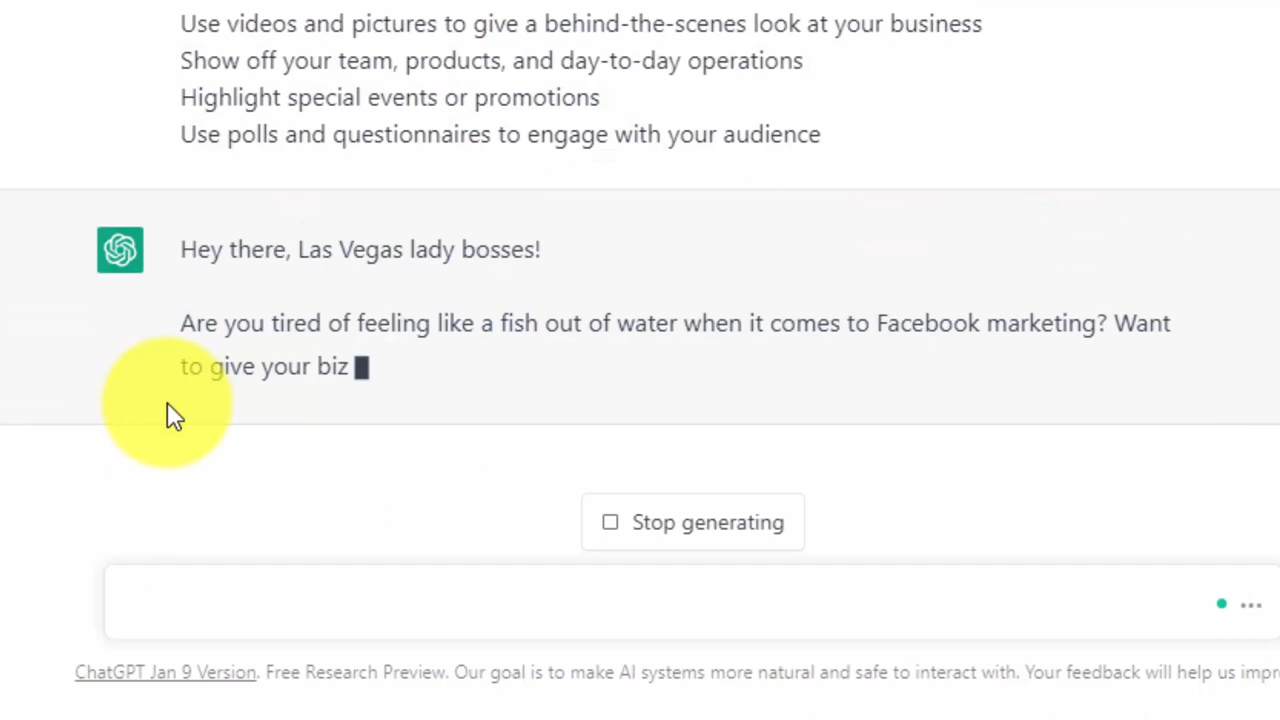 Use videos and pictures to give a behind-the-scenes look at your business
Show off your team, products, and day-to-day operations
Highlight special events or promotions
Use polls and questionnaires to engage with your audience
Hey there, Las Vegas lady bosses!
Are you tired of feeling like a fish out of water when it comes to Facebook marketing? Want
to give your biz
Stop generating
ChatGPT Jan 9 Version. Free Research Preview. Our goal is to make AI systems more natural and safe to interact with. Your feedback will help us